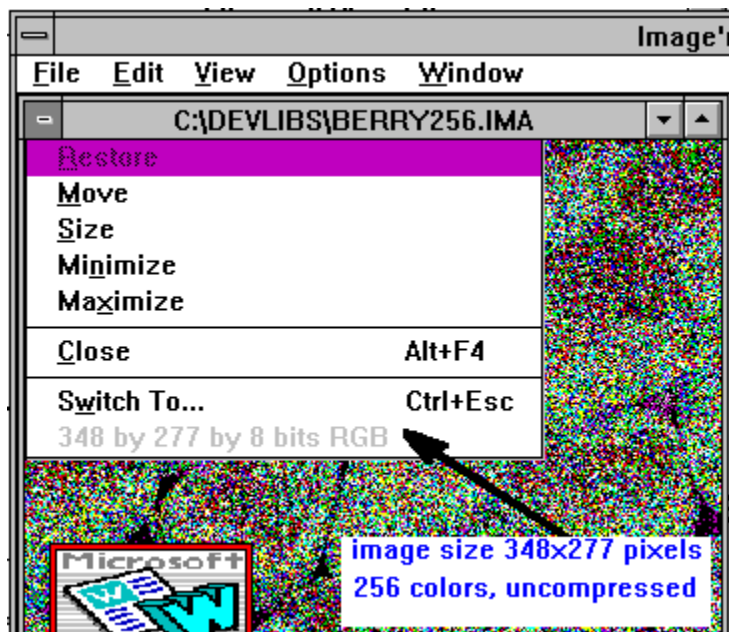 Image'
File Edit View Options Window
C:\DEVLIBS\BERRY256.IMA
Restore
Move
Size
Minimize
Maximize
Close Alt+F4
Switch To... Ctrl+Esc
348 by 277 by 8 bits RGB
image size 348x277 pixels
256 colors, uncompressed
Microsoft
W
W